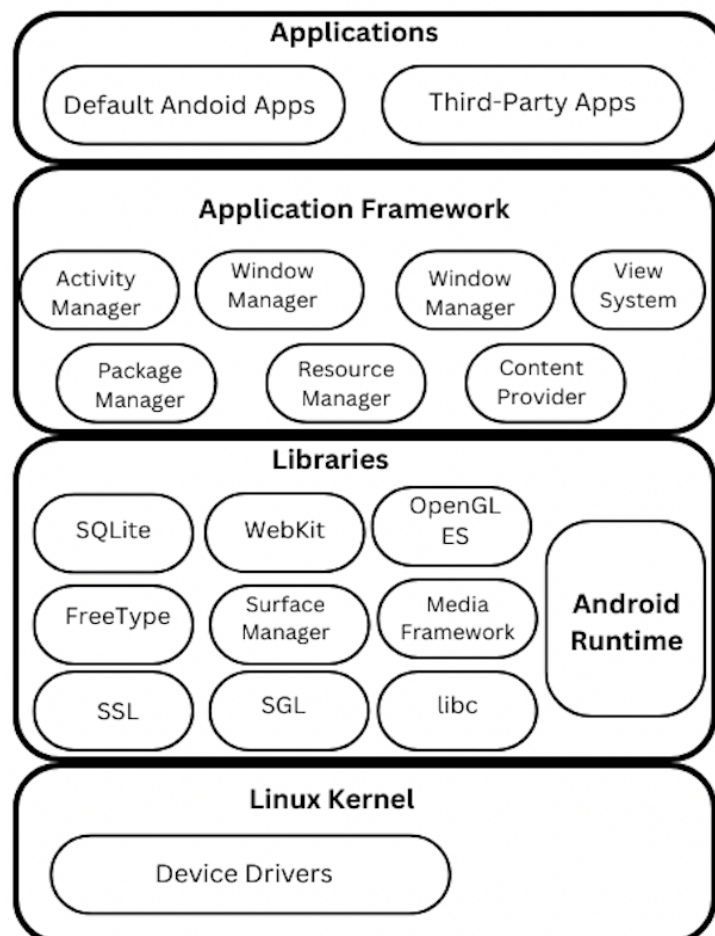 Applications
Default Andoid Apps
Third-Party Apps
Application Framework
Activity
Manager
Window
Manager
Window
Manager
View
System
Package
Manager
Resource
Manager
Content
Provider
Libraries
SQLite
WebKit
OpenGL
ES
FreeType
Surface
Manager
Media
Framework
Android
Runtime
SSL
SGL
libc
Linux Kernel
Device Drivers